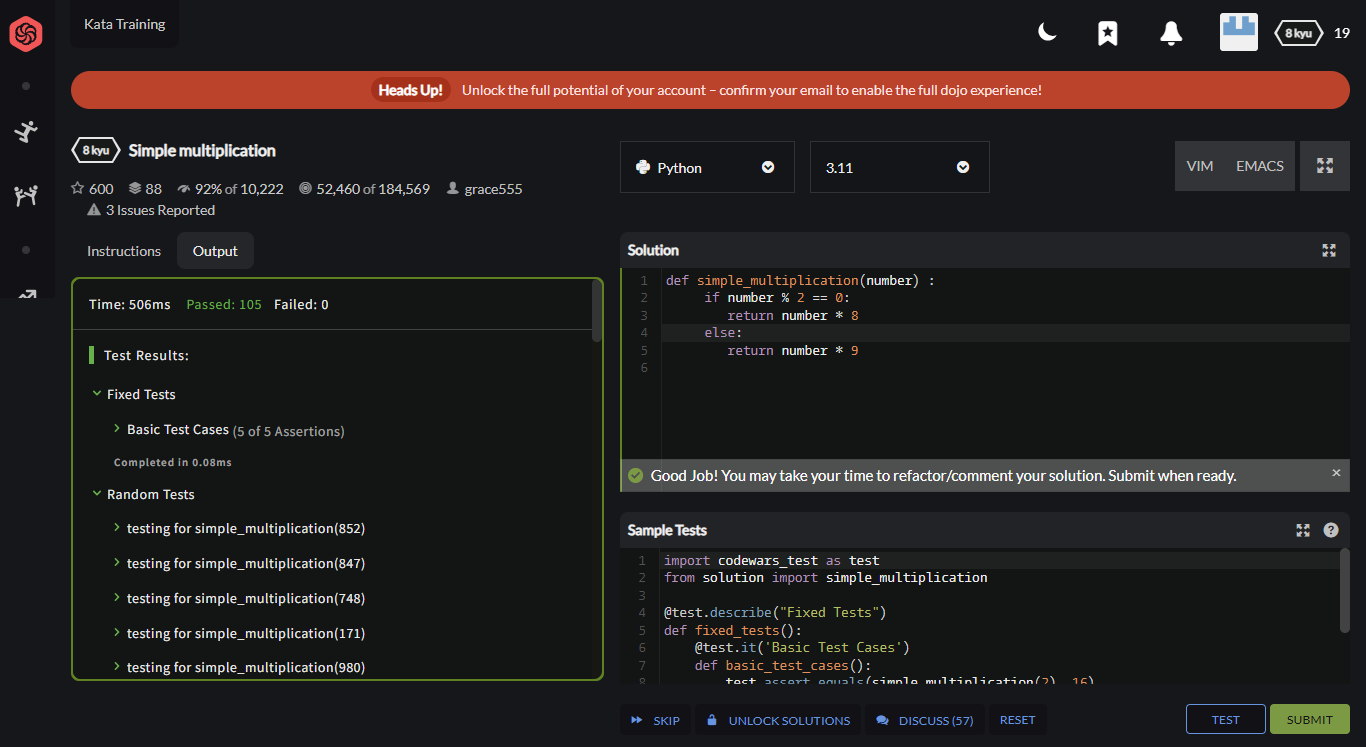 Kata Training
8 kyu
19
Heads Up! Unlock the full potential of your account – confirm your email to enable the full dojo experience!
8 kyu Simple multiplication
600 88 92% of 10,222 52,460 of 184,569 grace555
3 Issues Reported
Python
3.11
VIM EMACS
Instructions
Output
Time: 506ms Passed: 105 Failed: 0
Test Results:
Fixed Tests
Basic Test Cases (5 of 5 Assertions)
Completed in 0.08ms
Random Tests
testing for simple_multiplication(852)
testing for simple_multiplication(847)
testing for simple_multiplication(748)
testing for simple_multiplication(171)
testing for simple_multiplication(980)
Solution
1 def simple_multiplication(number) :
2 if number % 2 == 0:
3 return number * 8
4 else:
5 return number * 9
6
Good Job! You may take your time to refactor/comment your solution. Submit when ready.
Sample Tests
1 import codewars_test as test
2 from solution import simple_multiplication
3
4 @test.describe("Fixed Tests")
5 def fixed_tests():
6 @test.it('Basic Test Cases')
7 def basic_test_cases():
8 test.assert_equals(simple_multiplication(2), 16)
SKIP
UNLOCK SOLUTIONS
DISCUSS (57)
RESET
TEST
SUBMIT